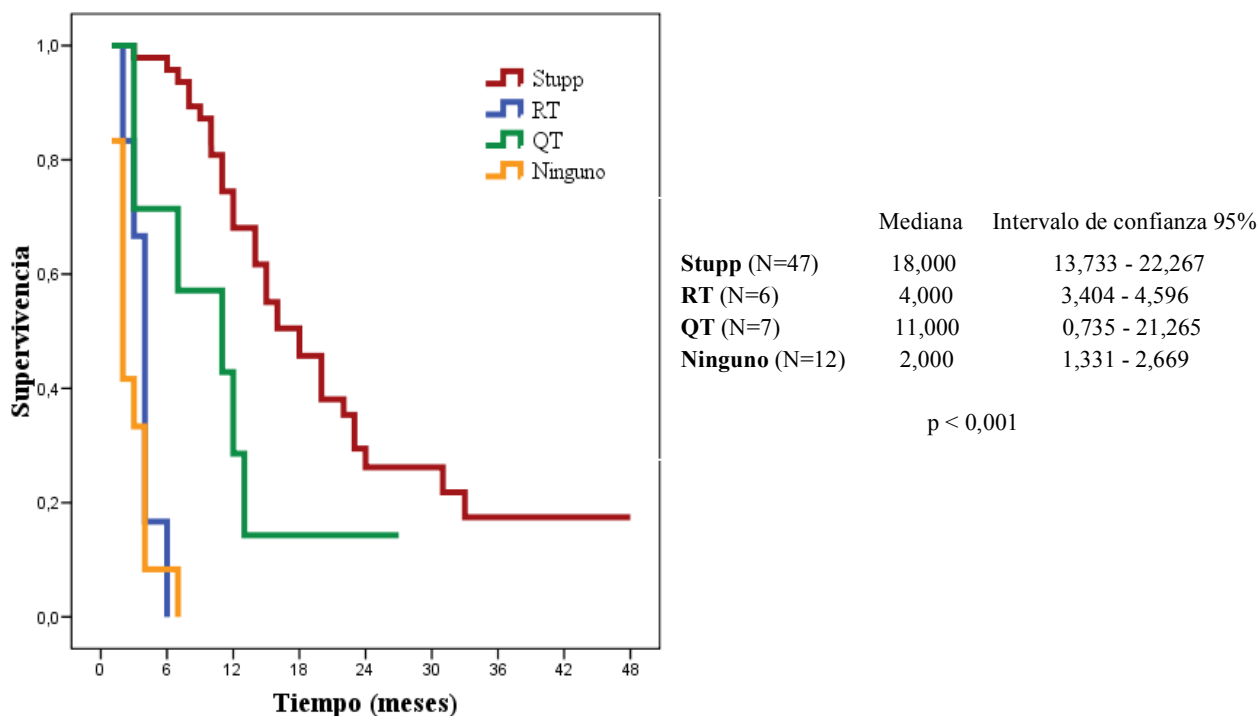 Supervivencia
1,0
0,8
0,6
0,4
0,2
0,0
Stupp
RT
QT
Ninguno
0 6 12 18 24 30 36 42 48
Tiempo (meses)
Mediana Intervalo de confianza 95%
Stupp (N=47) 18,000 13,733 - 22,267
RT (N=6) 4,000 3,404 - 4,596
QT (N=7) 11,000 0,735 - 21,265
Ninguno (N=12) 2,000 1,331 - 2,669
p < 0,001